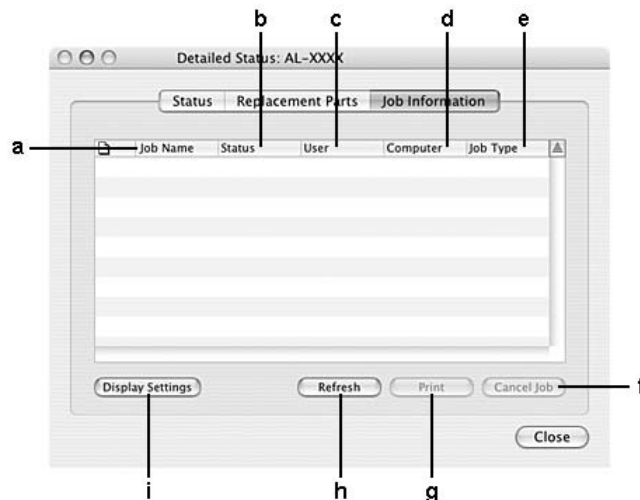 b c d e
Detailed Status: AL-XXXX
Status Replacement Parts Job Information
a Job Name Status User Computer Job Type
Display Settings Refresh Print Cancel Job f
Close
i h g